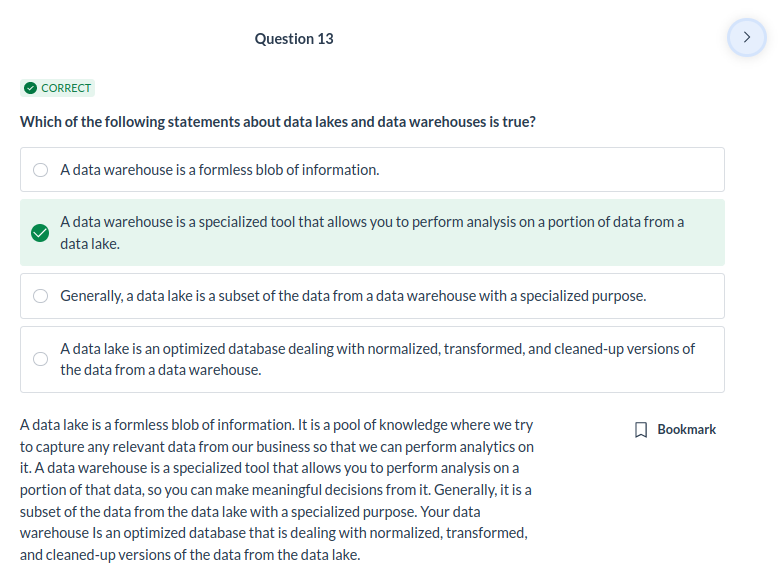 Question 13
CORRECT
Which of the following statements about data lakes and data warehouses is true?
A data warehouse is a formless blob of information.
A data warehouse is a specialized tool that allows you to perform analysis on a portion of data from a
data lake.
Generally, a data lake is a subset of the data from a data warehouse with a specialized purpose.
A data lake is an optimized database dealing with normalized, transformed, and cleaned-up versions of
the data from a data warehouse.
A data lake is a formless blob of information. It is a pool of knowledge where we try
to capture any relevant data from our business so that we can perform analytics on
it. A data warehouse is a specialized tool that allows you to perform analysis on a
portion of that data, so you can make meaningful decisions from it. Generally, it is a
subset of the data from the data lake with a specialized purpose. Your data
warehouse Is an optimized database that is dealing with normalized, transformed,
and cleaned-up versions of the data from the data lake.
Bookmark